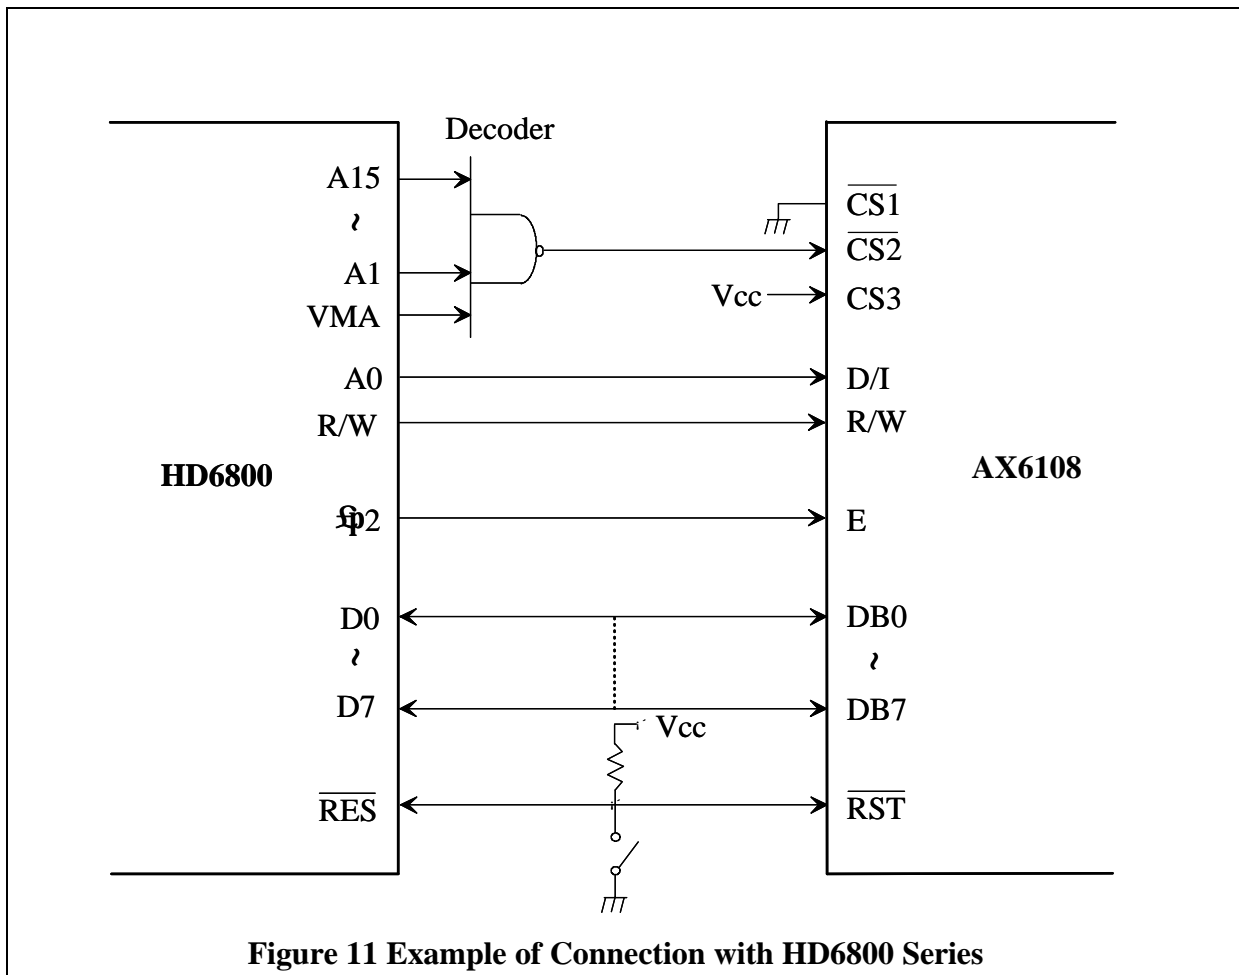 Decoder
A15
~
A1
VMA
A0
R/W
HD6800
D0
~
D7
RES
CS1
CS2
Vcc
CS3
D/I
R/W
AX6108
E
DB0
~
DB7
Vcc
RST
Figure 11 Example of Connection with HD6800 Series